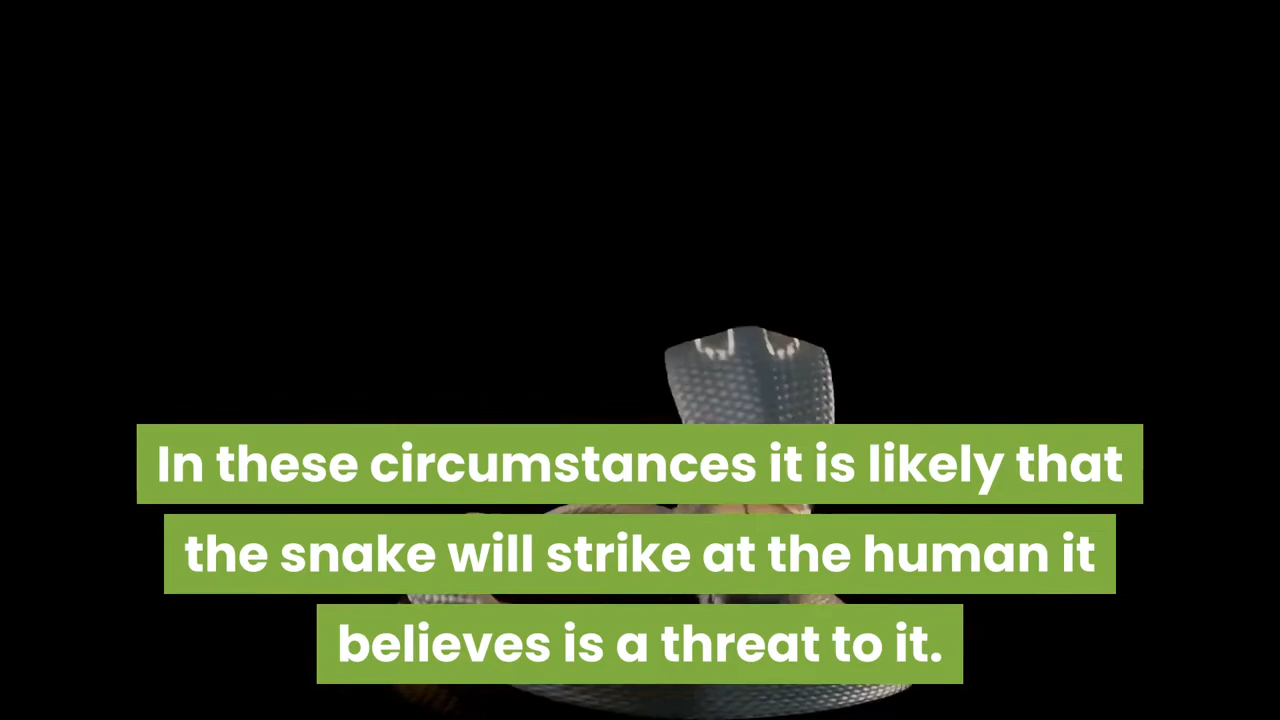 In these circumstances it is likely that
the snake will strike at the human it
believes is a threat to it.